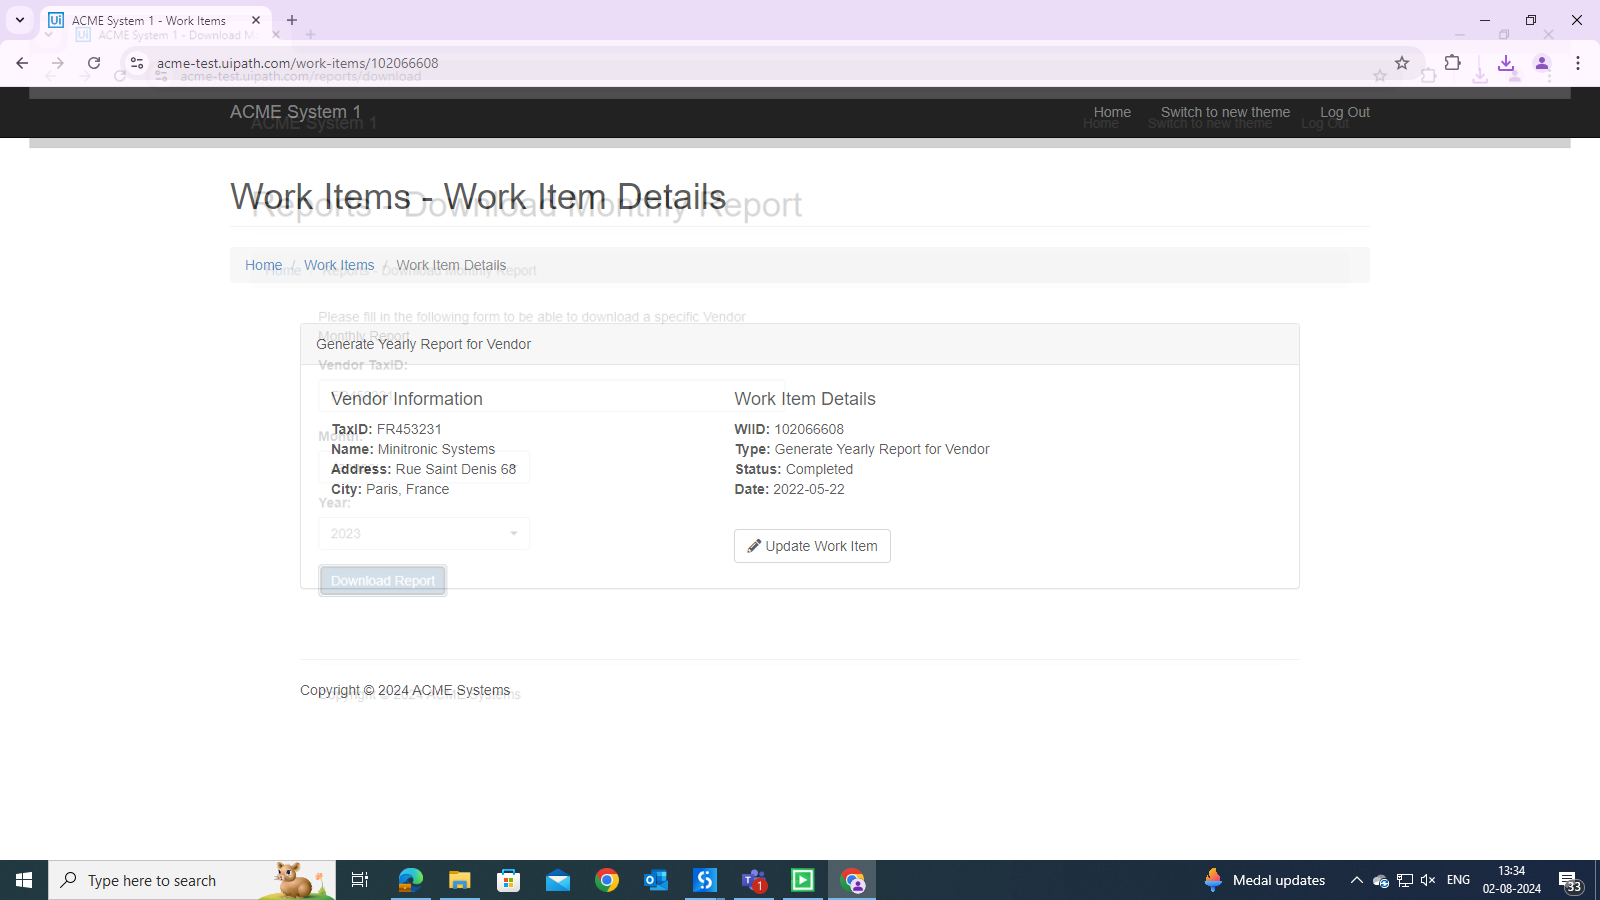 ACME System 1 - Work Items
ACME System 1 - Download M
acme-test.uipath.com/work-items/102066608
acme-test.uipath.com/reports/download
ACME System 1
Home
Switch to new theme
Log Out
ACME System 1
Home
Switch to new theme
Log Out
Work Items - Work Item Details
Reports - Download Monthly Report
Home / Work Items / Work Item Details
Home
Reports - Download Monthly Report
Please fill in the following form to be able to download a specific Vendor
Monthly Report
Generate Yearly Report for Vendor
Vendor TaxID:
Vendor Information
Work Item Details
TaxID: FR453231
WIID: 102066608
Month:
Name: Minitronic Systems
Type: Generate Yearly Report for Vendor
Address: Rue Saint Denis 68
Status: Completed
City: Paris, France
Date: 2022-05-22
Year:
2023
Update Work Item
Download Report
Copyright © 2024 ACME Systems
Copyright © 2024 ACME Systems
Type here to search
1
Medal updates
ENG
13:34
02-08-2024
33